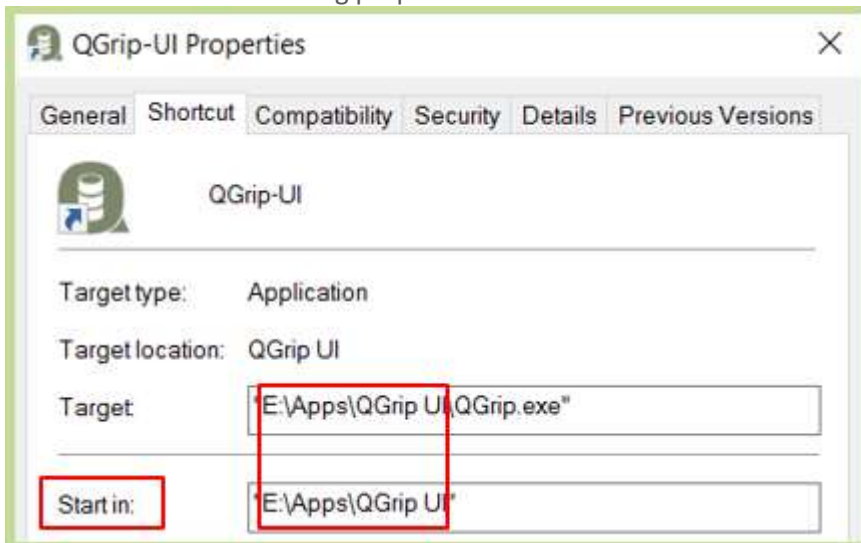 QGrip-UI Properties
General Shortcut Compatibility Security Details Previous Versions
QGrip-UI
Target type: Application
Target location: QGrip UI
Target: "E:\Apps\QGrip UI\QGrip.exe"
Start in: "E:\Apps\QGrip UI"